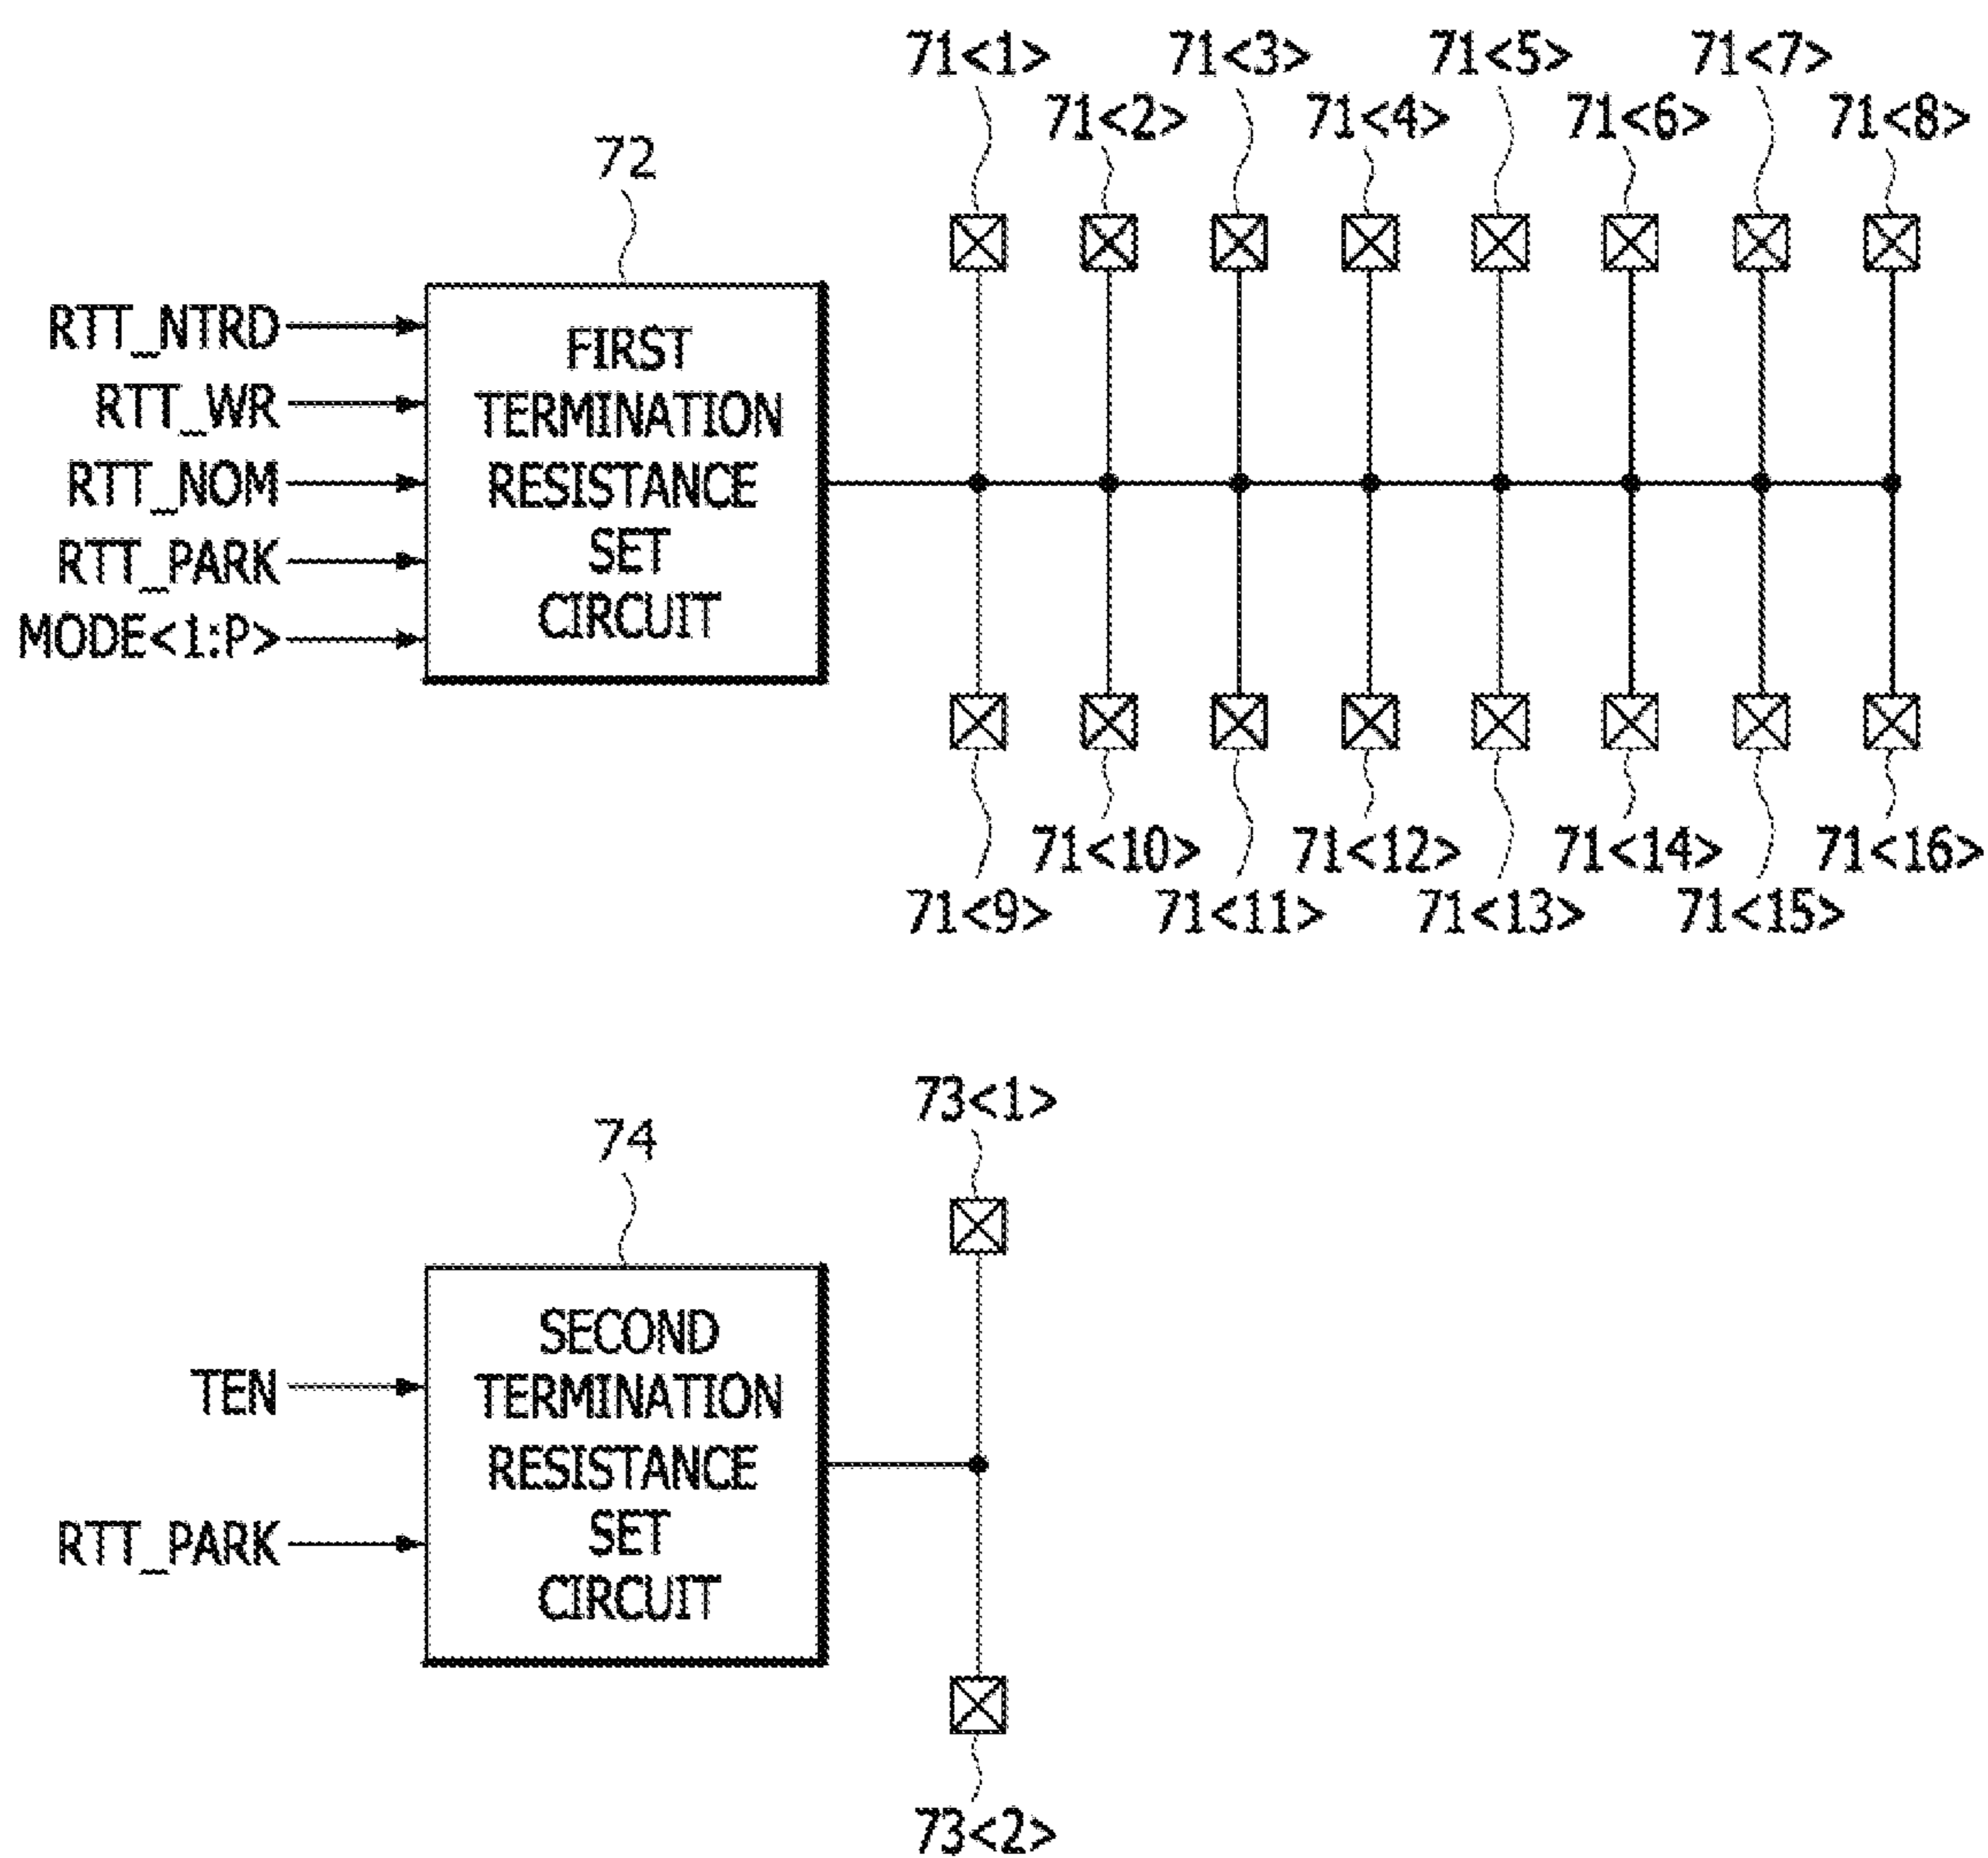 71<1> 71<3> 71<5> 71<7>
71<2> 71<4> 71<6> 71<8>
72
RTT_NTRD
RTT_WR
RTT_NOM
RTT_PARK
MODE<1:P>
FIRST
TERMINATION
RESISTANCE
SET
CIRCUIT
71<10> 71<12> 71<14> 71<16>
71<9> 71<11> 71<13> 71<15>
73<1>
74
TEN
RTT_PARK
SECOND
TERMINATION
RESISTANCE
SET
CIRCUIT
73<2>